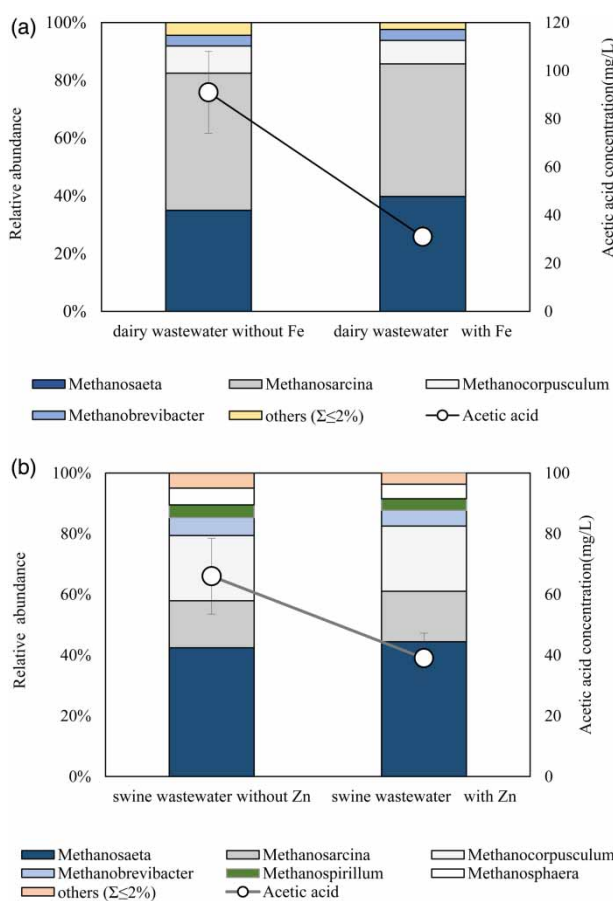 (a)
100%
80%
60%
40%
20%
0%
Relative abundance
120
100
80
60
40
20
0
Acetic acid concentration(mg/L)
dairy wastewater without Fe
dairy wastewater with Fe
Methanosaeta
Methanosarcina
Methanocorpusculum
Methanobrevibacter
others (Σ≤2%)
Acetic acid
(b)
100%
80%
60%
40%
20%
0%
Relative abundance
100
80
60
40
20
0
Acetic acid concentration(mg/L)
swine wastewater without Zn
swine wastewater with Zn
Methanosaeta
Methanosarcina
Methanocorpusculum
Methanobrevibacter
Methanospirillum
Methanosphaera
others (Σ≤2%)
Acetic acid